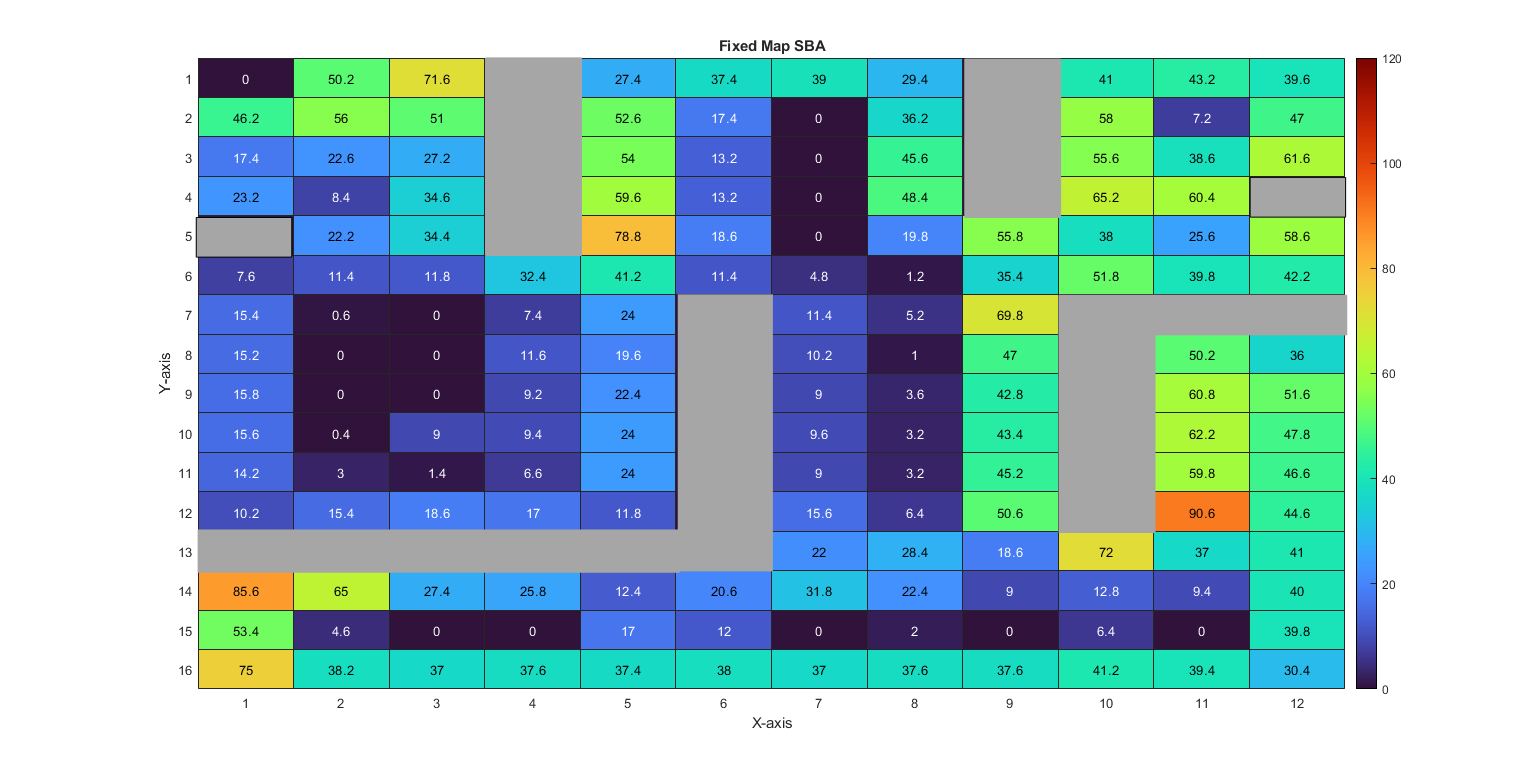 Fixed Map SBA
1 0 50.2 71.6 27.4 37.4 39 29.4 41 43.2 39.6 120
2 46.2 56 51 52.6 17.4 0 36.2 58 7.2 47
3 17.4 22.6 27.2 54 13.2 0 45.6 55.6 38.6 61.6 100
4 23.2 8.4 34.6 59.6 13.2 0 48.4 65.2 60.4
5 22.2 34.4 78.8 18.6 0 19.8 55.8 38 25.6 58.6
6 7.6 11.4 11.8 32.4 41.2 11.4 4.8 1.2 35.4 51.8 39.8 42.2 80
7 15.4 0.6 0 7.4 24 11.4 5.2 69.8
8 15.2 0 0 11.6 19.6 10.2 1 47 50.2 36
Y-axis
9 15.8 0 0 9.2 22.4 9 3.6 42.8 60.8 51.6 60
10 15.6 0.4 9 9.4 24 9.6 3.2 43.4 62.2 47.8
11 14.2 3 1.4 6.6 24 9 3.2 45.2 59.8 46.6 40
12 10.2 15.4 18.6 17 11.8 15.6 6.4 50.6 90.6 44.6
13 22 28.4 18.6 72 37 41
14 85.6 65 27.4 25.8 12.4 20.6 31.8 22.4 9 12.8 9.4 40 20
15 53.4 4.6 0 0 17 12 0 2 0 6.4 0 39.8
16 75 38.2 37 37.6 37.4 38 37 37.6 37.6 41.2 39.4 30.4 0
1 2 3 4 5 6 7 8 9 10 11 12
X-axis